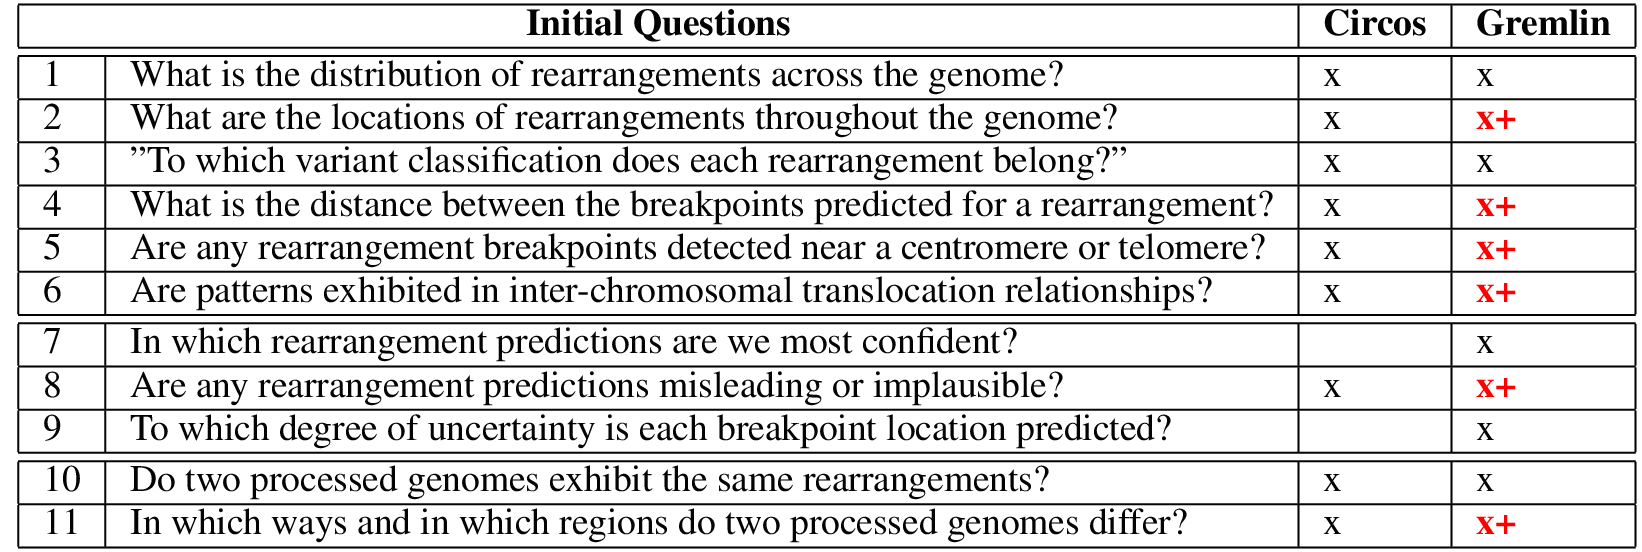 Initial Questions Circos Gremlin
1 What is the distribution of rearrangements across the genome? x x
2 What are the locations of rearrangements throughout the genome? x x+
3 ”To which variant classification does each rearrangement belong?” x x
4 What is the distance between the breakpoints predicted for a rearrangement? x x+
5 Are any rearrangement breakpoints detected near a centromere or telomere? x x+
6 Are patterns exhibited in inter-chromosomal translocation relationships? x x+
7 In which rearrangement predictions are we most confident? x
8 Are any rearrangement predictions misleading or implausible? x x+
9 To which degree of uncertainty is each breakpoint location predicted? x
10 Do two processed genomes exhibit the same rearrangements? x x
11 In which ways and in which regions do two processed genomes differ? x x+